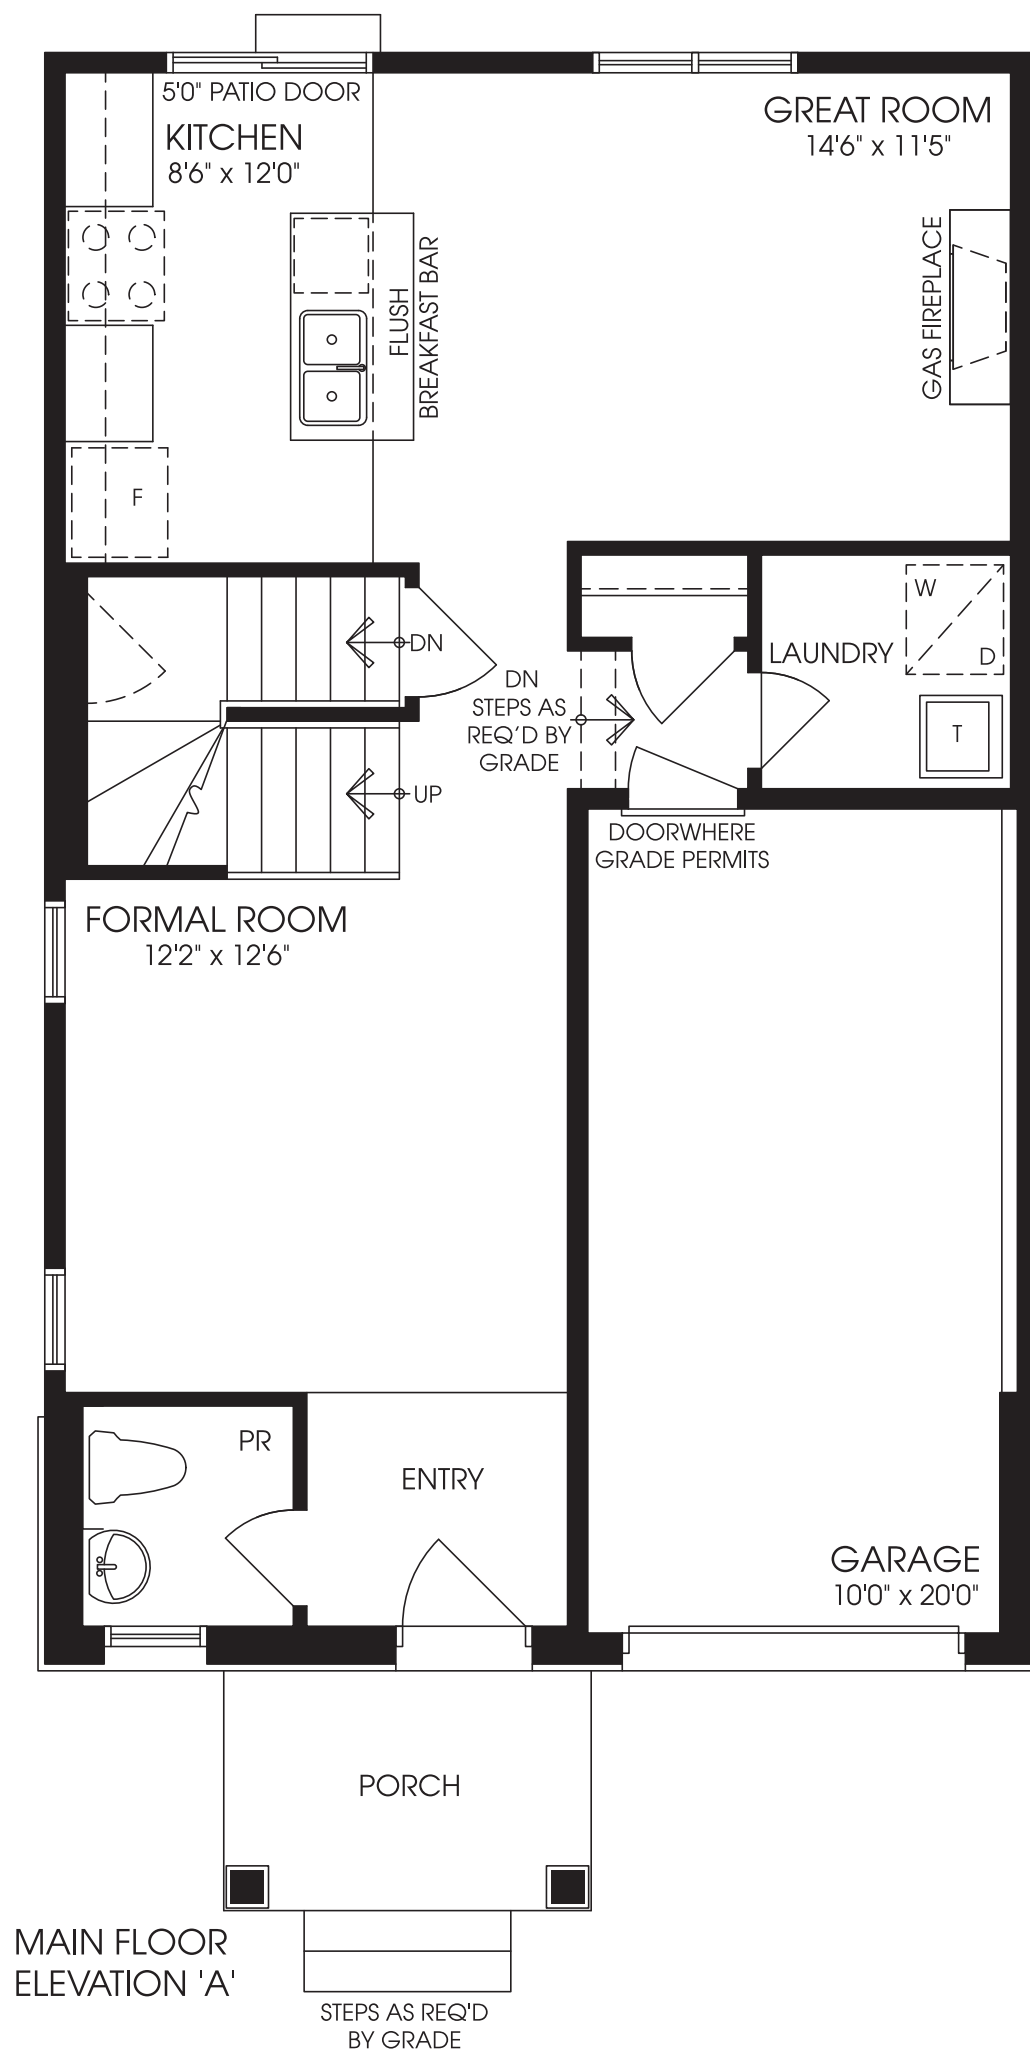 5'0" PATIO DOOR
KITCHEN
8'6" x 12'0"
GREAT ROOM
14'6" x 11'5"
FLUSH
BREAKFAST BAR
GAS FIREPLACE
F
DN
UP
DN
STEPS AS
REQ'D BY
GRADE
LAUNDRY
W
D
T
DOORWHERE
GRADE PERMITS
FORMAL ROOM
12'2" x 12'6"
PR
ENTRY
GARAGE
10'0" x 20'0"
PORCH
MAIN FLOOR
ELEVATION 'A'
STEPS AS REQ'D
BY GRADE